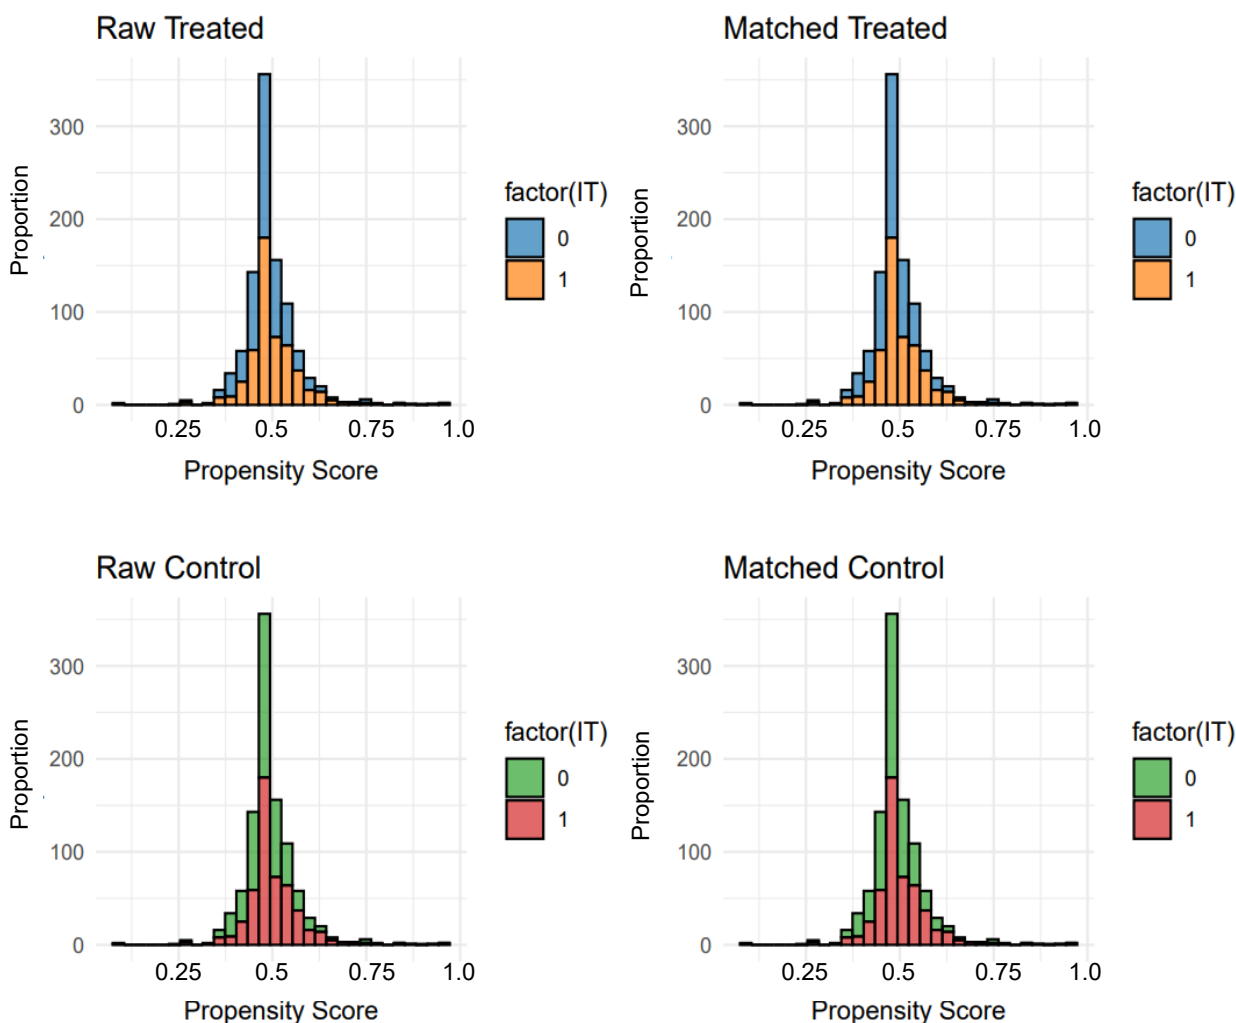 Raw Treated
300
200
100
0
Proportion
0.25 0.5 0.75 1.0
Propensity Score
factor(IT)
0
1
Matched Treated
300
200
100
0
Proportion
0.25 0.5 0.75 1.0
Propensity Score
factor(IT)
0
1
Raw Control
300
200
100
0
Proportion
0.25 0.5 0.75 1.0
Propensity Score
factor(IT)
0
1
Matched Control
300
200
100
0
Proportion
0.25 0.5 0.75 1.0
Propensity Score
factor(IT)
0
1